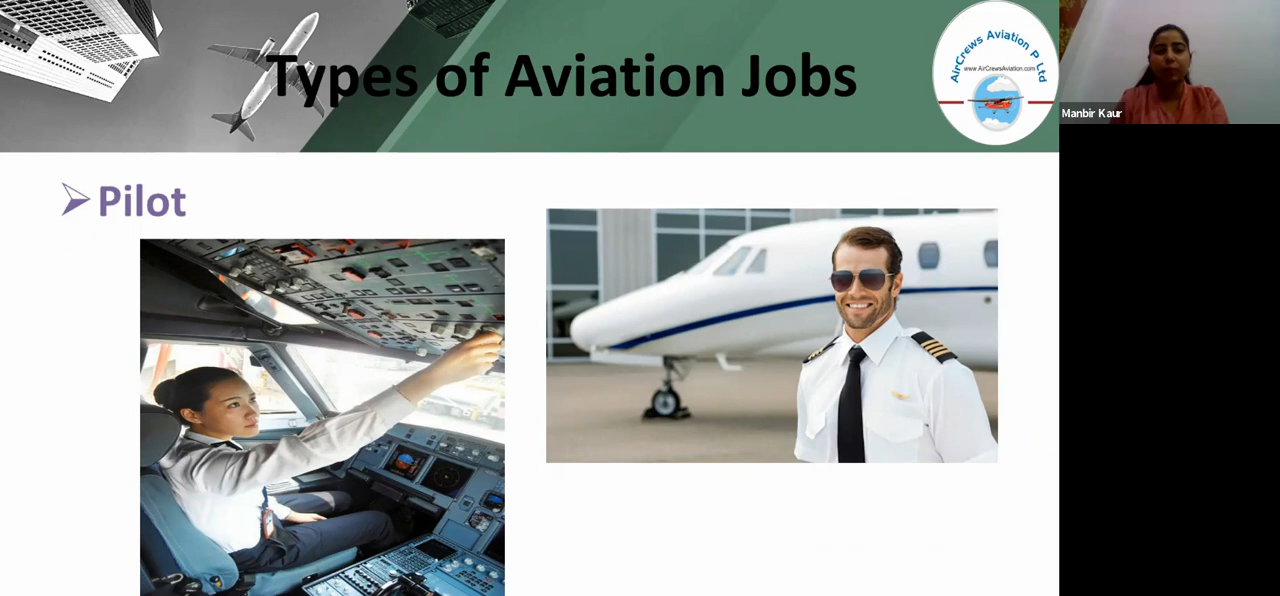 Types of Aviation Jobs
AirCrews Aviation P Ltd
www.AirCrewsAviation.com
Manbir Kaur
Pilot